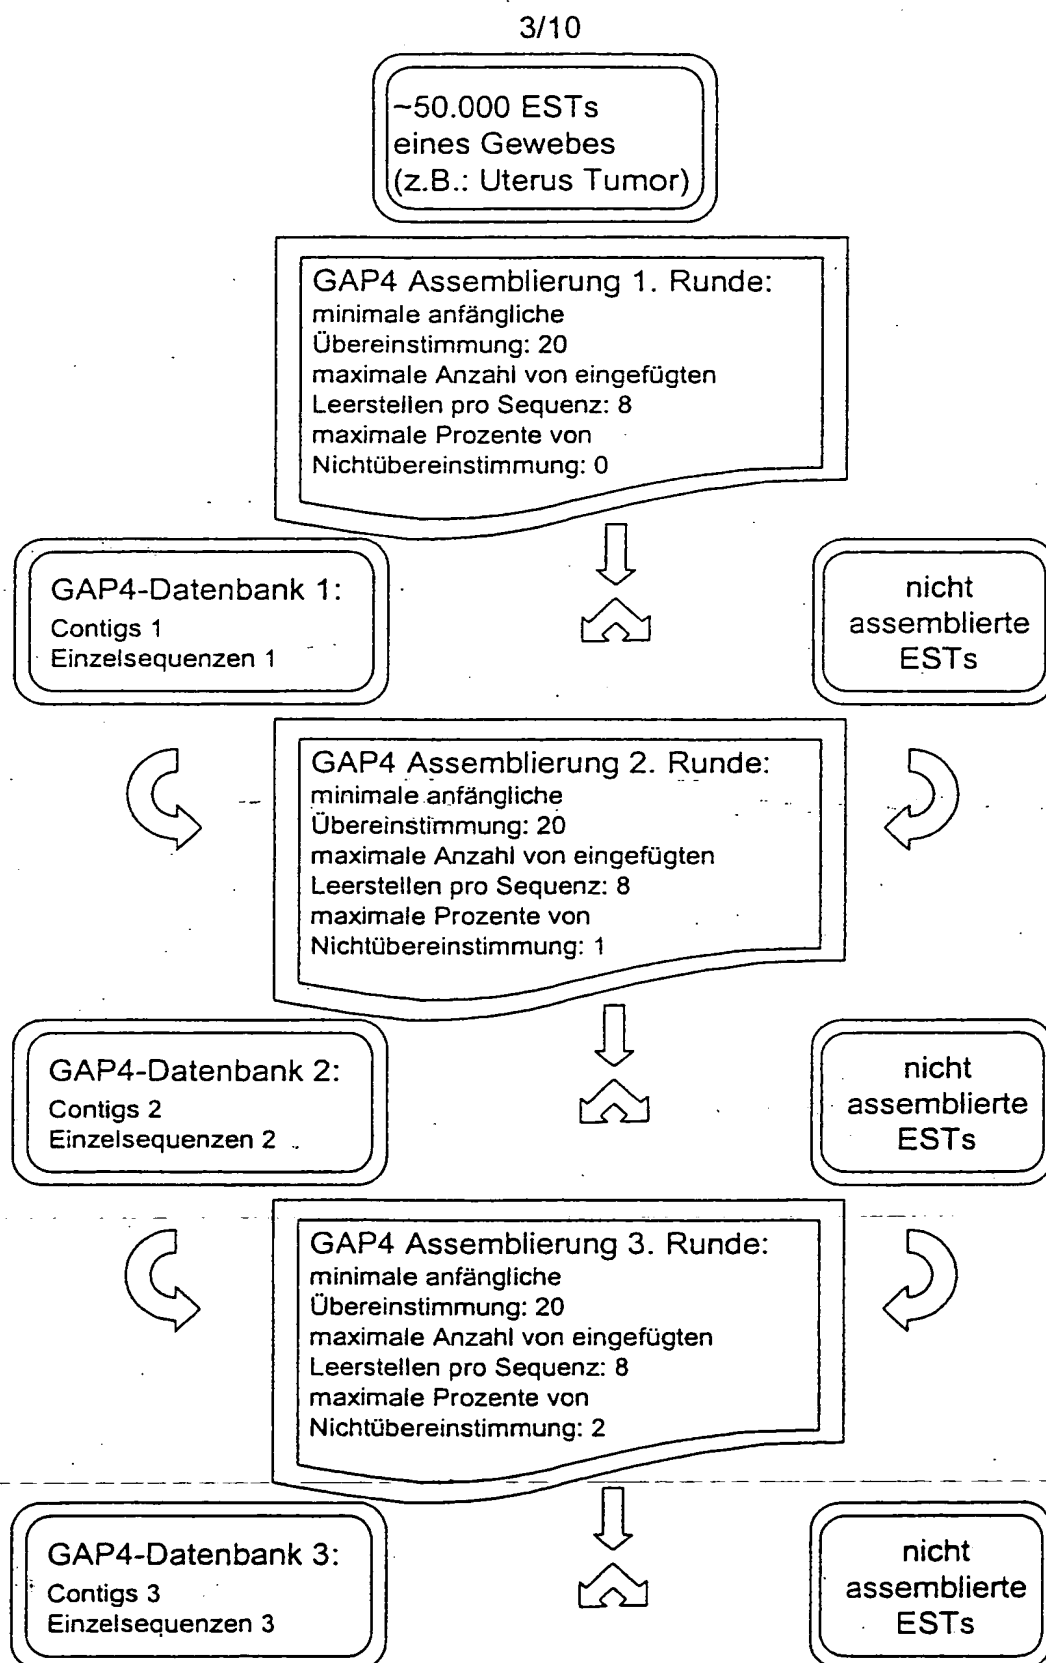 3/10
~50.000 ESTs
eines Gewebes
(z.B.: Uterus Tumor)
GAP4 Assemblierung 1. Runde:
minimale anfängliche
Übereinstimmung: 20
maximale Anzahl von eingefügten
Leerstellen pro Sequenz: 8
maximale Prozente von
Nichtübereinstimmung: 0
GAP4-Datenbank 1:
Contigs 1
Einzelsequenzen 1
nicht
assemblierte
ESTs
GAP4 Assemblierung 2. Runde:
minimale anfängliche
Übereinstimmung: 20
maximale Anzahl von eingefügten
Leerstellen pro Sequenz: 8
maximale Prozente von
Nichtübereinstimmung: 1
GAP4-Datenbank 2:
Contigs 2
Einzelsequenzen 2
nicht
assemblierte
ESTs
GAP4 Assemblierung 3. Runde:
minimale anfängliche
Übereinstimmung: 20
maximale Anzahl von eingefügten
Leerstellen pro Sequenz: 8
maximale Prozente von
Nichtübereinstimmung: 2
GAP4-Datenbank 3:
Contigs 3
Einzelsequenzen 3
nicht
assemblierte
ESTs